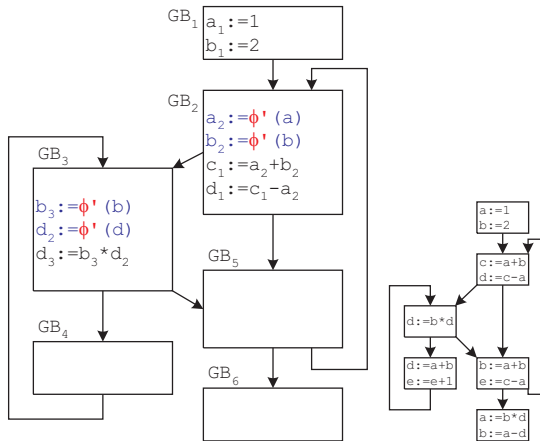 GB₁
a₁:=1
b₁:=2
GB₂
a₂:=ϕ'(a)
b₂:=ϕ'(b)
c₁:=a₂+b₂
d₁:=c₁-a₂
GB₃
b₃:=ϕ'(b)
d₂:=ϕ'(d)
d₃:=b₃*d₂
GB₅
GB₄
GB₆
a:=1
b:=2
c:=a+b
d:=c-a
d:=b*d
d:=a+b
e:=e+1
b:=a+b
e:=c-a
a:=b*d
b:=a-d